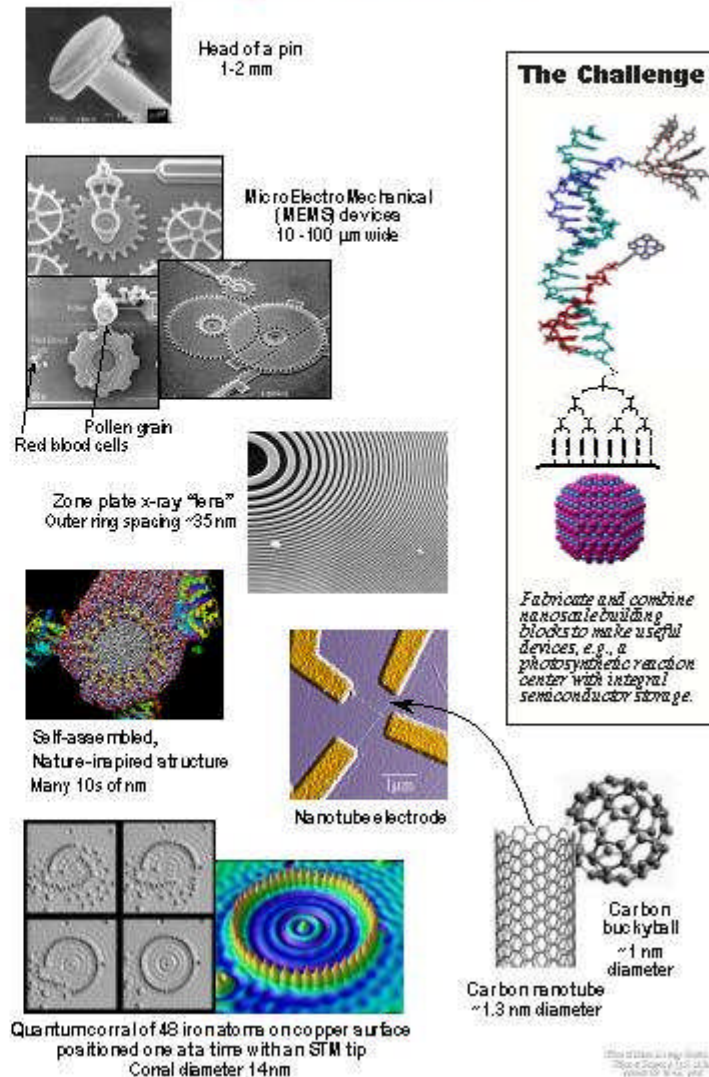 Head of a pin
1-2 mm
The Challenge
MicroElectroMechanical
(MEMS) devices
10 -100 µm wide
Pollen grain
Red blood cells
Zone plate x-ray "lens"
Outer ring spacing ~35 nm
Fabricate and combine
nanoscale building
blocks to make useful
devices, e.g., a
photosynthetic reaction
center with integral
semiconductor storage.
Self-assembled,
Nature-inspired structure
Many 10s of nm
1µm
Nanotube electrode
Carbon
buckyball
~1 nm
diameter
Carbon nanotube
~1.3 nm diameter
Quantum corral of 48 iron atoms on copper surface
positioned one at a time with an STM tip
Corral diameter 14 nm